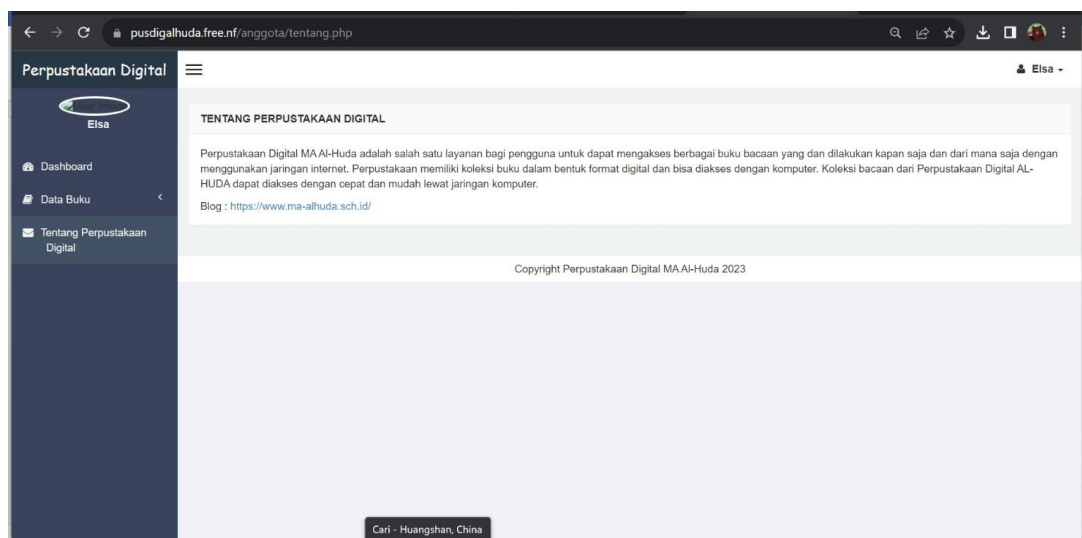 pusdigalhuda.free.nf/anggota/tentang.php
Perpustakaan Digital
Elsa
Elsa
Dashboard
Data Buku
Tentang Perpustakaan
Digital
TENTANG PERPUSTAKAAN DIGITAL
Perpustakaan Digital MA Al-Huda adalah salah satu layanan bagi pengguna untuk dapat mengakses berbagai buku bacaan yang dan dilakukan kapan saja dan dari mana saja dengan
menggunakan jaringan internet. Perpustakaan memiliki koleksi buku dalam bentuk format digital dan bisa diakses dengan komputer. Koleksi bacaan dari Perpustakaan Digital AL-
HUDA dapat diakses dengan cepat dan mudah lewat jaringan komputer.
Blog : https://www.ma-alhuda.sch.id/
Copyright Perpustakaan Digital MA Al-Huda 2023
Cari - Huangshan, China